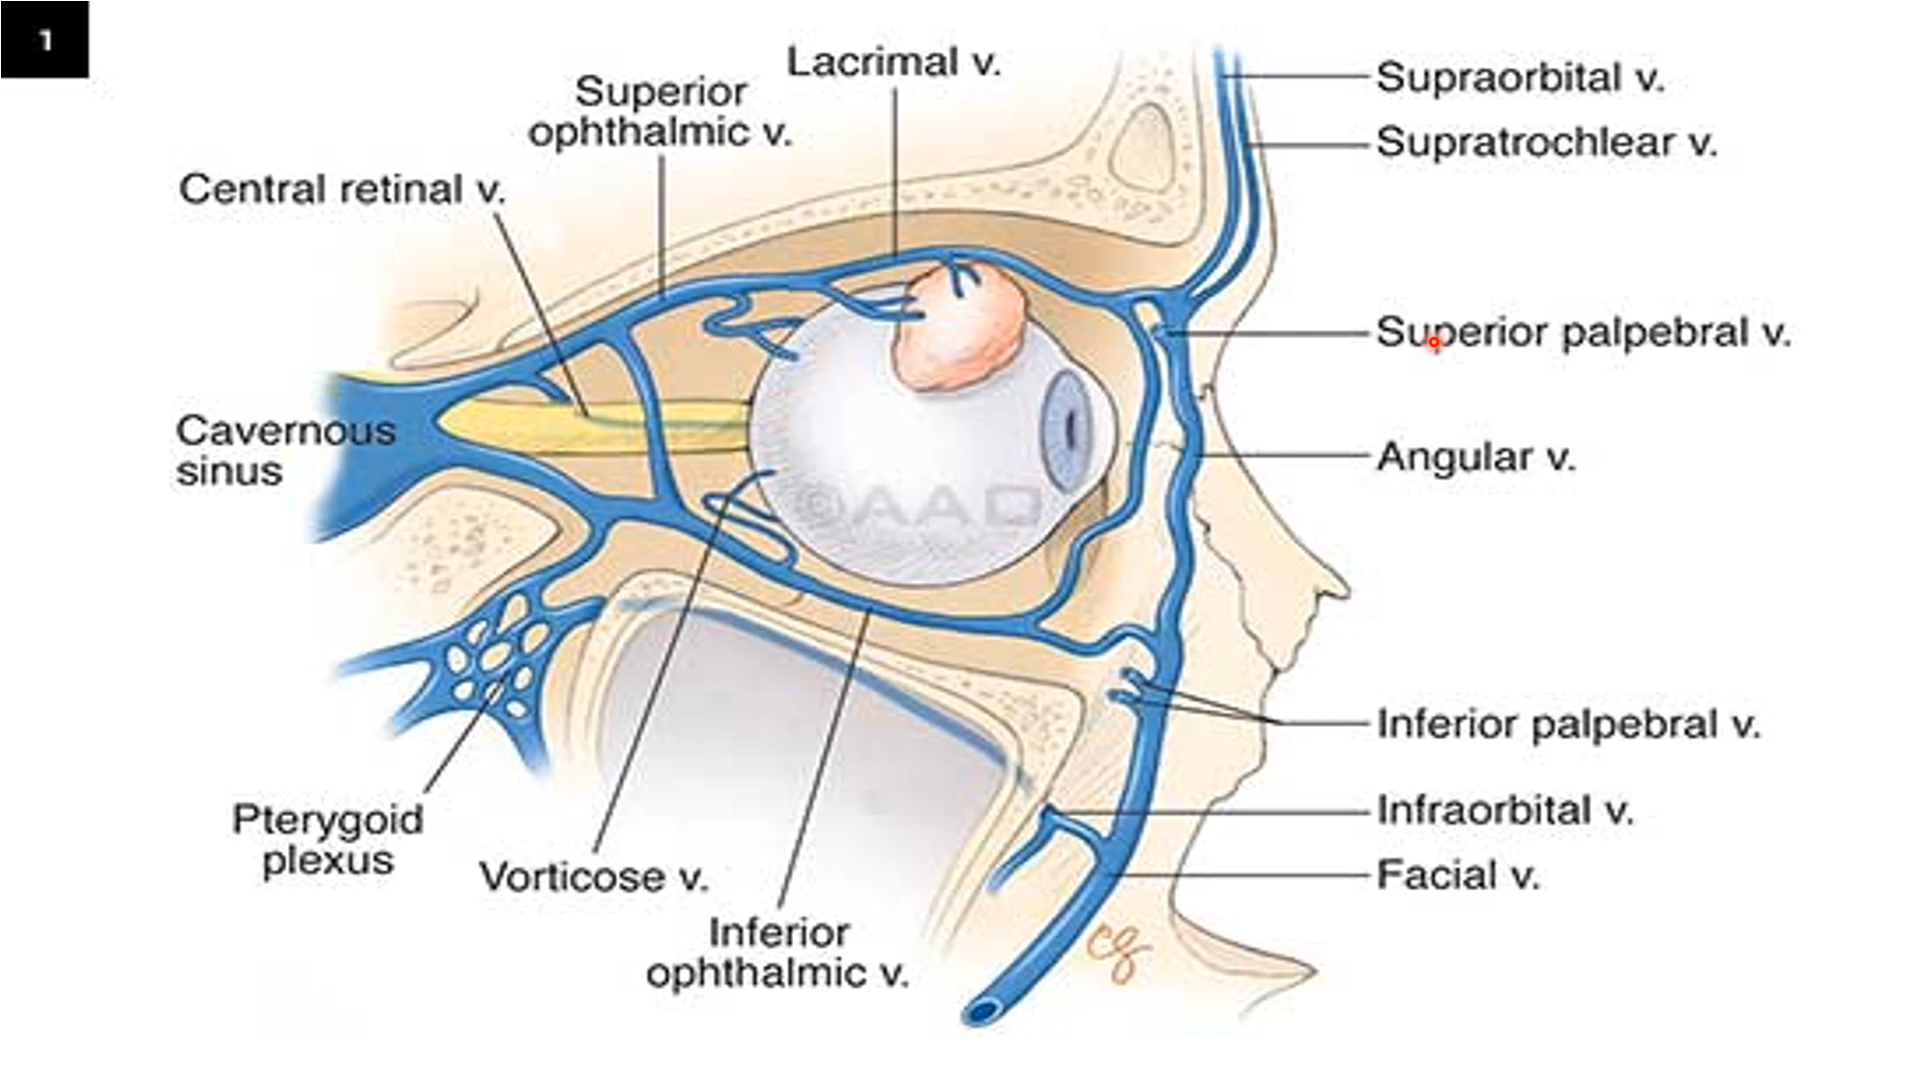 1
Lacrimal v.
Superior
ophthalmic v.
Central retinal v.
Supraorbital v.
Supratrochlear v.
Superior palpebral v.
Cavernous
sinus
Angular v.
©AAO
Inferior palpebral v.
Infraorbital v.
Facial v.
Pterygoid
plexus
Vorticose v.
Inferior
ophthalmic v.